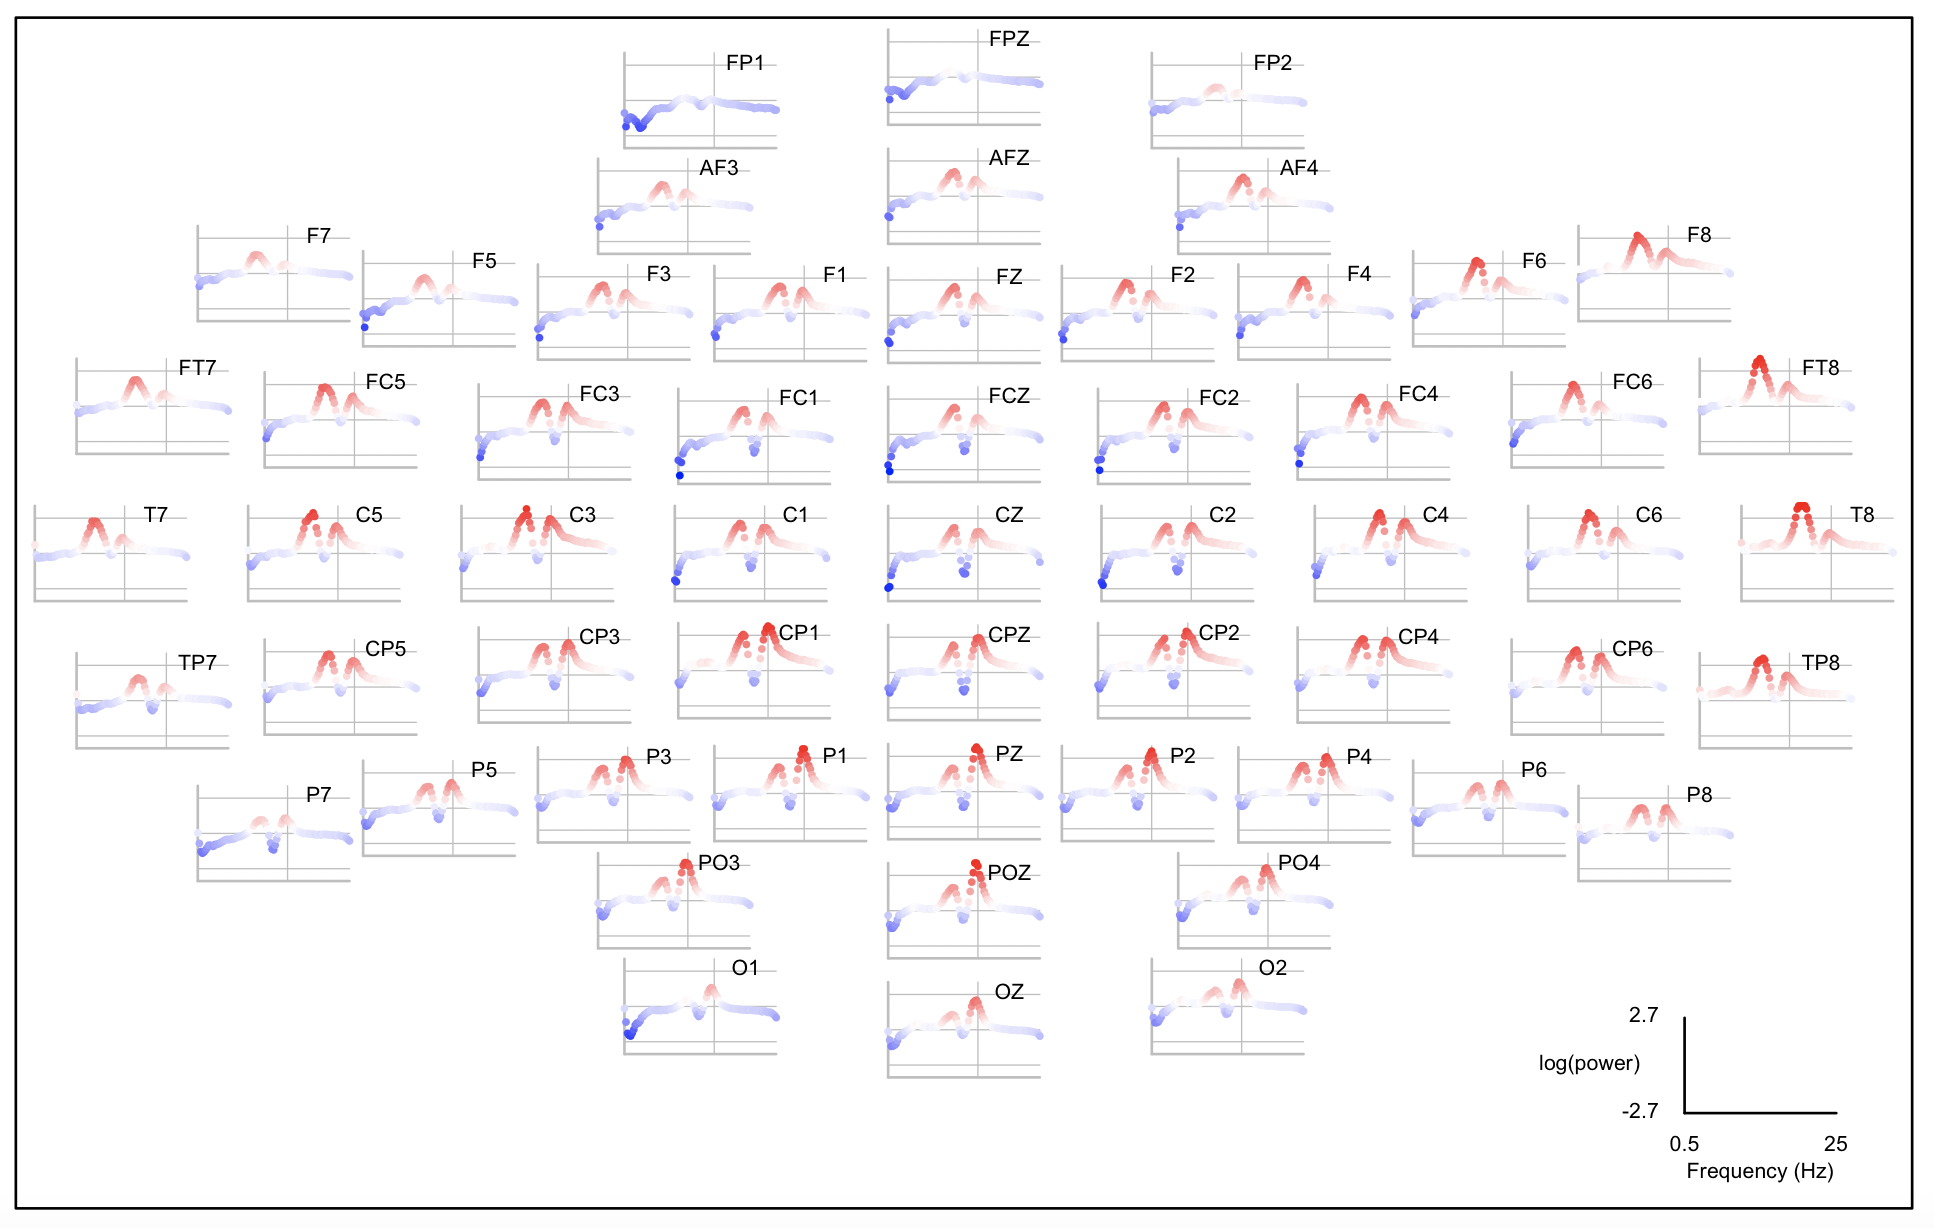 FPZ
FP1
FP2
AFZ
AF3
AF4
F7
F5
F3
F1
FZ
F2
F4
F6
F8
FT7
FC5
FC3
FC1
FCZ
FC2
FC4
FC6
FT8
T7
C5
C3
C1
CZ
C2
C4
C6
T8
TP7
CP5
CP3
CP1
CPZ
CP2
CP4
CP6
TP8
P7
P5
P3
P1
PZ
P2
P4
P6
P8
PO3
POZ
PO4
O1
OZ
O2
2.7
log(power)
-2.7
0.5 25
Frequency (Hz)